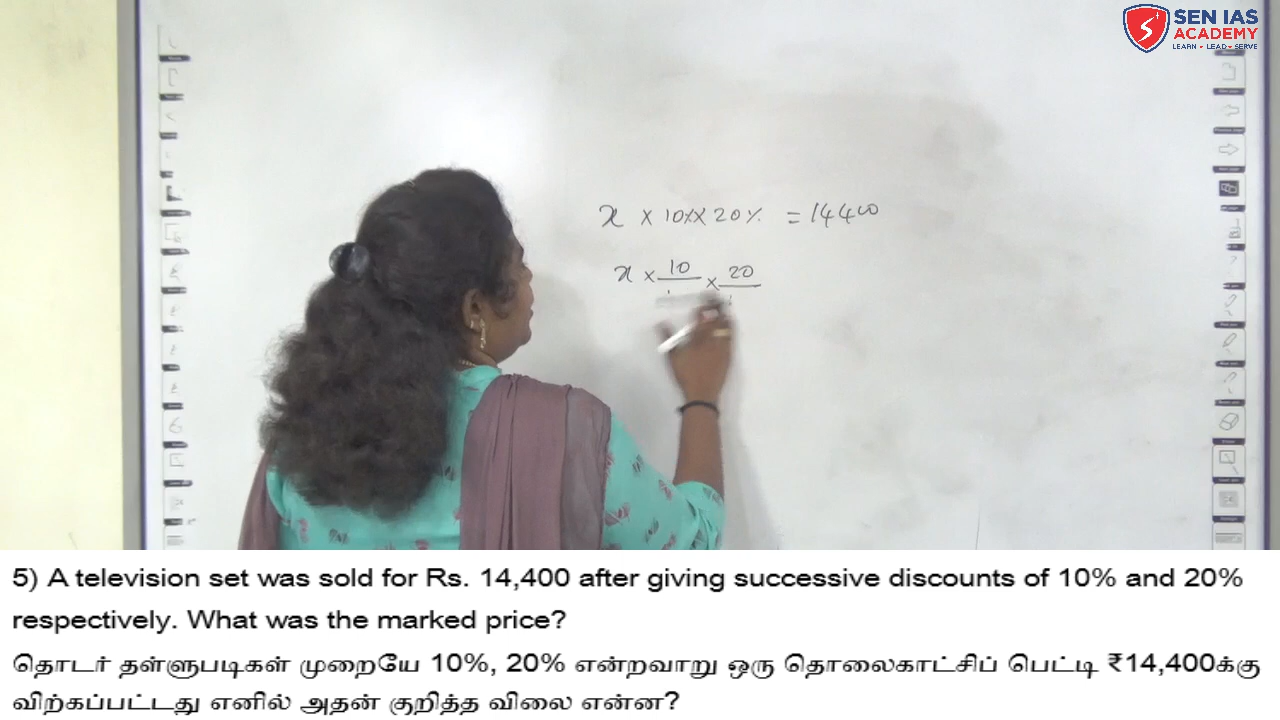 SEN IAS
ACADEMY
LEARN • LEAD • SERVE
x × 10% × 20% = 14400
x × 10/ × 20/
5) A television set was sold for Rs. 14,400 after giving successive discounts of 10% and 20%
respectively. What was the marked price?
தொடர் தள்ளுபடிகள் முறையே 10%, 20% என்றவாறு ஒரு தொலைகாட்சிப் பெட்டி ₹14,400க்கு
விற்கப்பட்டது எனில் அதன் குறித்த விலை என்ன?